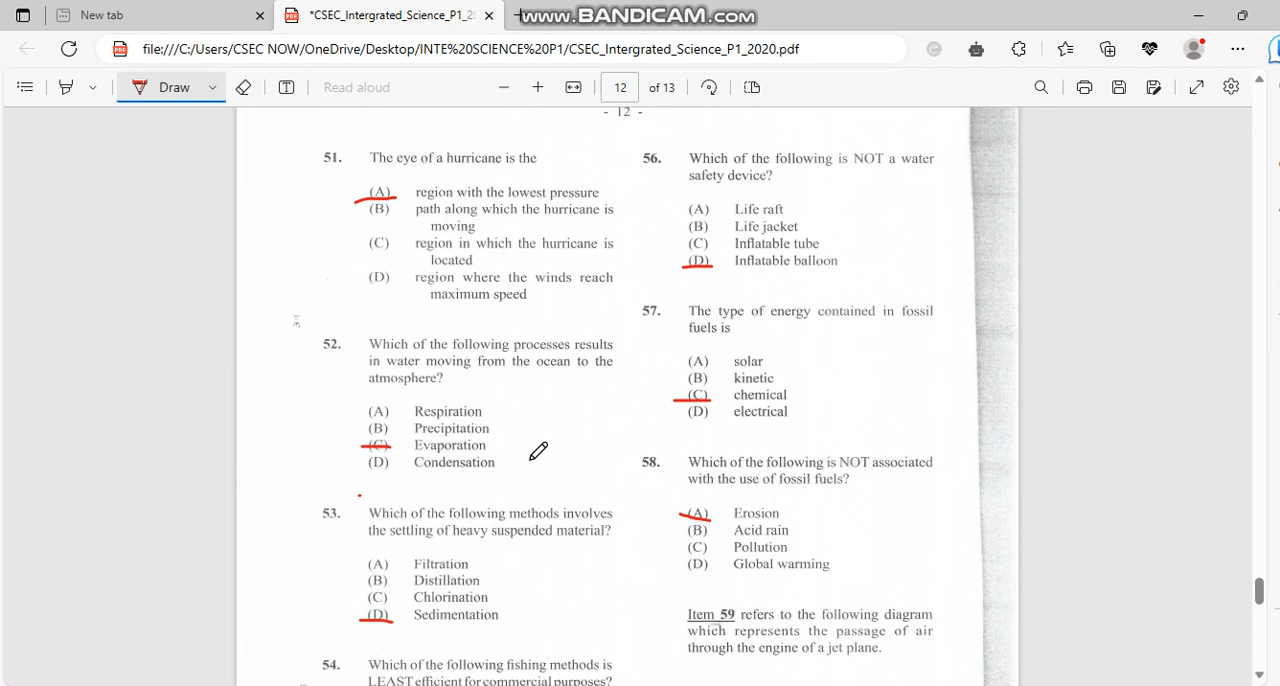 New tab
*CSEC_Intergrated_Science_P1_2
www.BANDICAM.com
file:///C:/Users/CSEC NOW/OneDrive/Desktop/INTE%20SCIENCE%20P1/CSEC_Intergrated_Science_P1_2020.pdf
Draw
Read aloud
12
of 13
- 12 -
51. The eye of a hurricane is the
(A) region with the lowest pressure
(B) path along which the hurricane is
moving
(C) region in which the hurricane is
located
(D) region where the winds reach
maximum speed
52. Which of the following processes results
in water moving from the ocean to the
atmosphere?
(A) Respiration
(B) Precipitation
(C) Evaporation
(D) Condensation
53. Which of the following methods involves
the settling of heavy suspended material?
(A) Filtration
(B) Distillation
(C) Chlorination
(D) Sedimentation
54. Which of the following fishing methods is
LEAST efficient for commercial purposes?
56. Which of the following is NOT a water
safety device?
(A) Life raft
(B) Life jacket
(C) Inflatable tube
(D) Inflatable balloon
57. The type of energy contained in fossil
fuels is
(A) solar
(B) kinetic
(C) chemical
(D) electrical
58. Which of the following is NOT associated
with the use of fossil fuels?
(A) Erosion
(B) Acid rain
(C) Pollution
(D) Global warming
Item 59 refers to the following diagram
which represents the passage of air
through the engine of a jet plane.